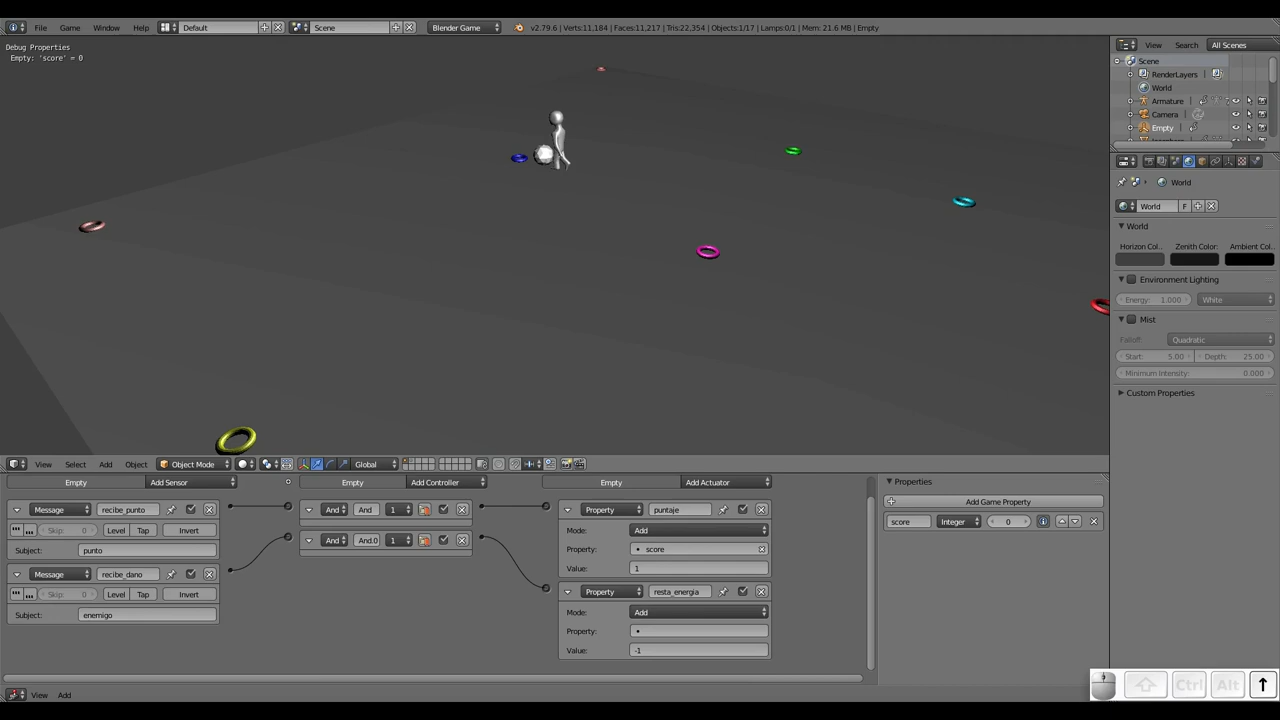 File Game Window Help Default Scene Blender Game v2.79.6 | Verts:11,184 | Faces:11,217 | Tris:22,354 | Objects:1/17 | Lamps:0/1 | Mem: 21.6 MB | Empty
Debug Properties
Empty: 'score' = 0
View Search All Scenes
Scene
RenderLayers
World
Armature
Camera
Empty
World
World F
World
Horizon Col.. Zenith Color: Ambient Col..
Environment Lighting
Energy: 1.000 White
Mist
Falloff: Quadratic
Start: 5.00 Depth: 25.00
Minimum Intensity: 0.000
Custom Properties
View Select Add Object Object Mode Global
Empty Add Sensor Empty Add Controller Empty Add Actuator
Message recibe_punto
Skip: 0 Level Tap Invert
Subject: punto
Message recibe_dano
Skip: 0 Level Tap Invert
Subject: enemigo
And And 1
And And.0 1
Property puntaje
Mode: Add
Property: score
Value: 1
Property resta_energia
Mode: Add
Property:
Value: -1
Properties
Add Game Property
score Integer 0
View Add
Ctrl Alt